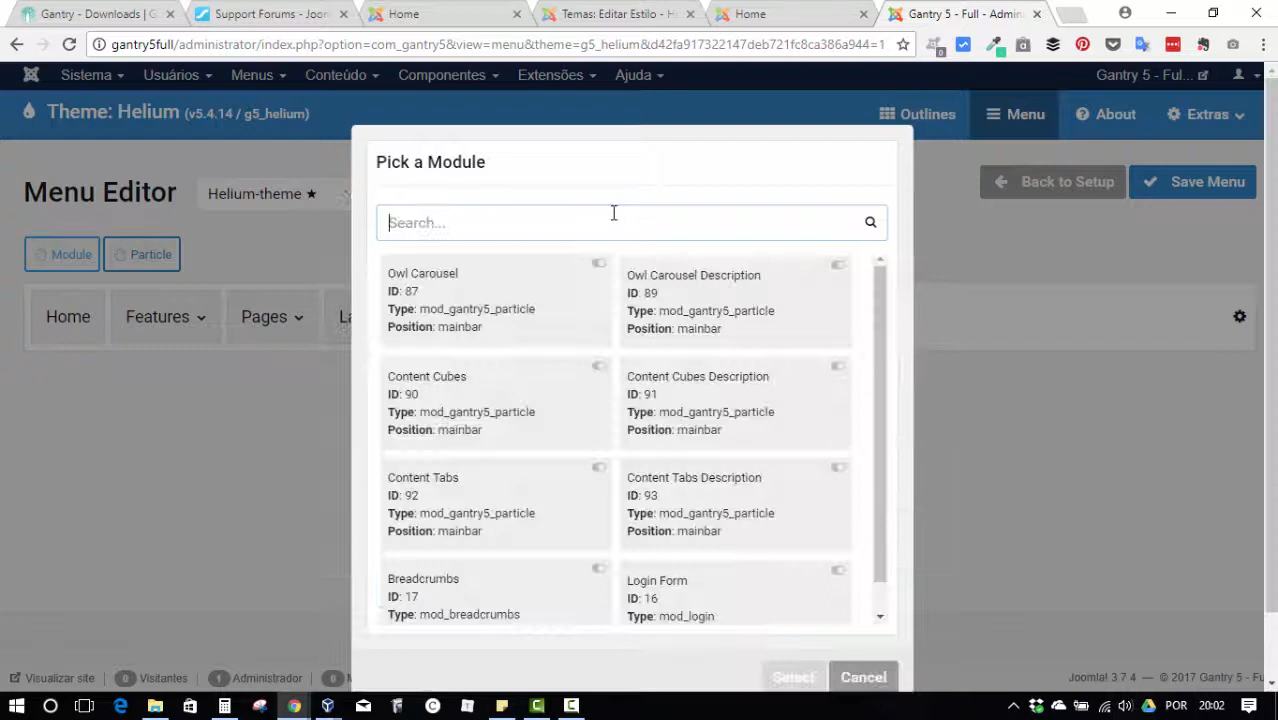 Gantry - Downloads | G
Support Forums - Joom
Home
Temas: Editar Estilo - H
Home
Gantry 5 - Full - Admin
gantry5full/administrator/index.php?option=com_gantry5&view=menu&theme=g5_helium&d42fa917322147deb721fc8ca386a944=1
Sistema Usuários Menus Conteúdo Componentes Extensões Ajuda Gantry 5 - Ful...
Theme: Helium (v5.4.14 / g5_helium)
Outlines Menu About Extras
Pick a Module
Menu Editor Helium-theme ★
Back to Setup Save Menu
Search...
Module Particle
Home Features Pages La
Owl Carousel
ID: 87
Type: mod_gantry5_particle
Position: mainbar
Owl Carousel Description
ID: 89
Type: mod_gantry5_particle
Position: mainbar
Content Cubes
ID: 90
Type: mod_gantry5_particle
Position: mainbar
Content Cubes Description
ID: 91
Type: mod_gantry5_particle
Position: mainbar
Content Tabs
ID: 92
Type: mod_gantry5_particle
Position: mainbar
Content Tabs Description
ID: 93
Type: mod_gantry5_particle
Position: mainbar
Breadcrumbs
ID: 17
Type: mod_breadcrumbs
Login Form
ID: 16
Type: mod_login
Select Cancel
Visualizar site 0 Visitantes 1 Administrador 0 M
Joomla! 3.7.4 — © 2017 Gantry 5 - Full
POR 20:02